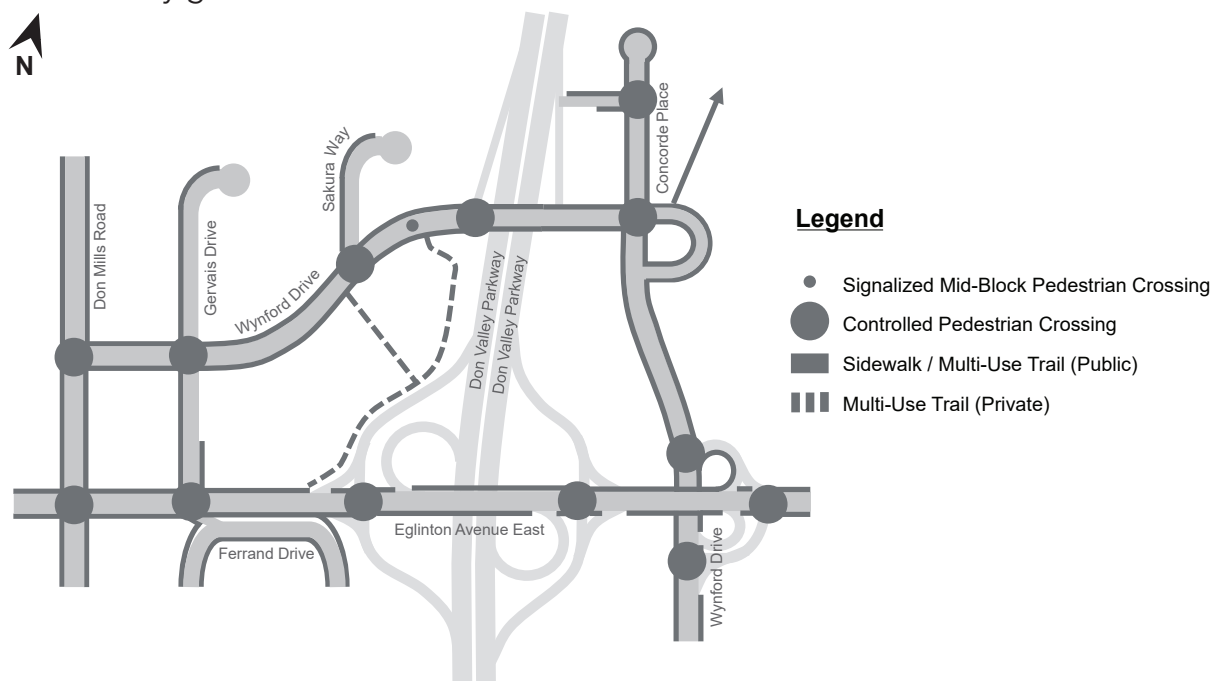 N
Don Mills Road
Gervais Drive
Sakura Way
Wynford Drive
Don Valley Parkway
Don Valley Parkway
Concorde Place
Eglinton Avenue East
Ferrand Drive
Wynford Drive
Legend
Signalized Mid-Block Pedestrian Crossing
Controlled Pedestrian Crossing
Sidewalk / Multi-Use Trail (Public)
Multi-Use Trail (Private)